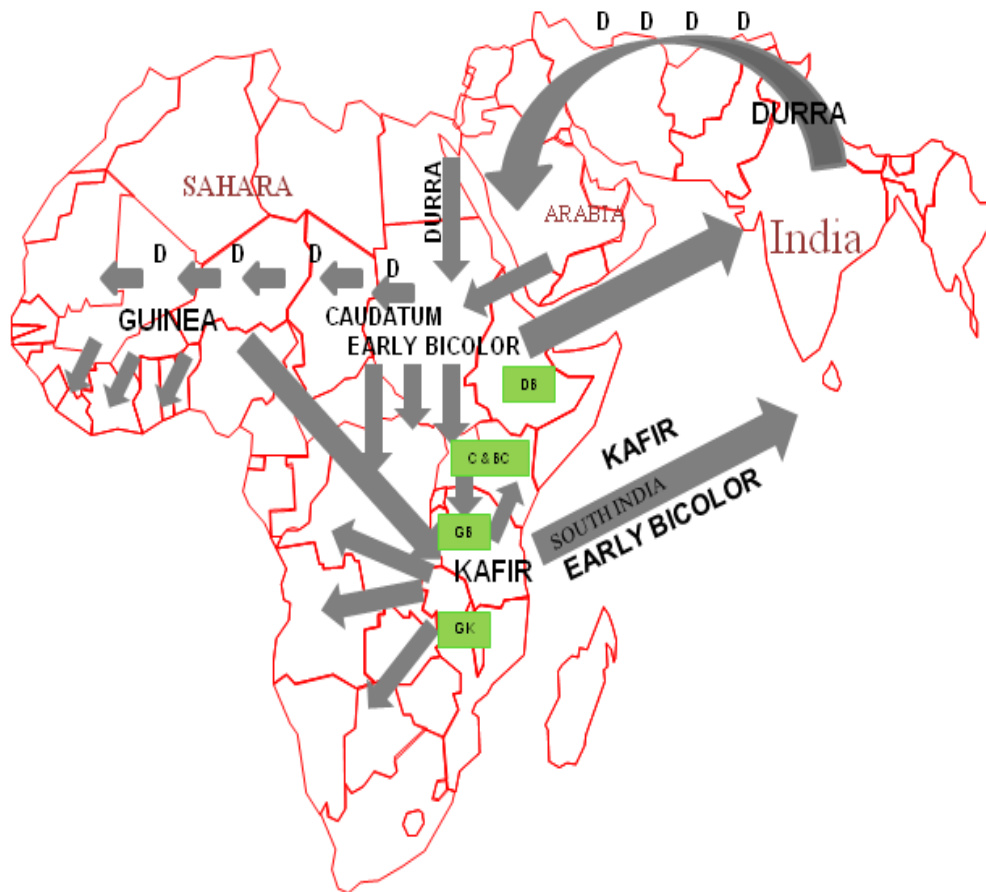 D D D D
DURRA
DURRA
SAHARA
ARABIA
India
D D D D
GUINEA
CAUDATUM
EARLY BICOLOR
DB
C & BC
KAFIR
SOUTH INDIA
EARLY BICOLOR
GB
KAFIR
GK